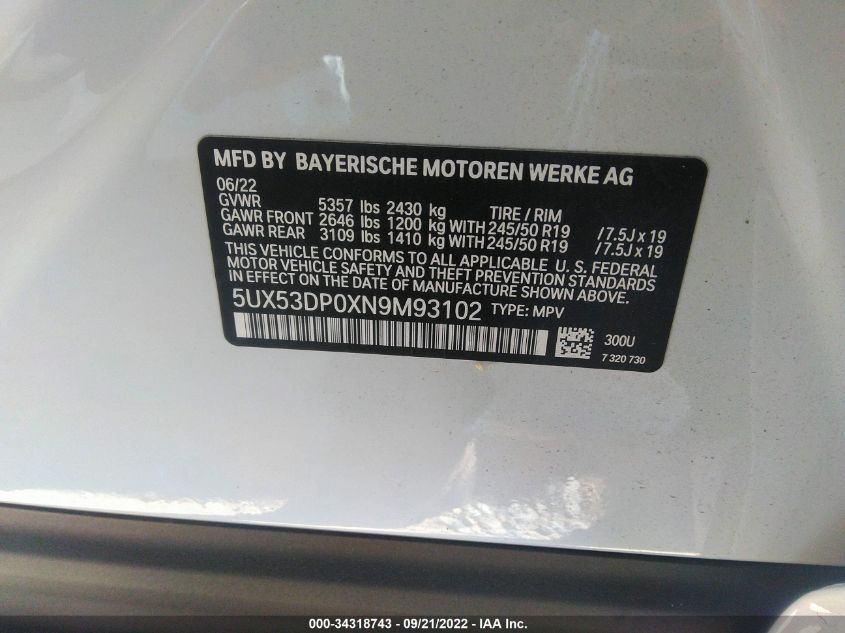 MFD BY BAYERISCHE MOTOREN WERKE AG
06/22
GVWR 5357 lbs 2430 kg TIRE / RIM
GAWR FRONT 2646 lbs 1200 kg WITH 245/50 R19 /7.5J x 19
GAWR REAR 3109 lbs 1410 kg WITH 245/50 R19 /7.5J x 19
THIS VEHICLE CONFORMS TO ALL APPLICABLE U. S. FEDERAL
MOTOR VEHICLE SAFETY AND THEFT PREVENTION STANDARDS
IN EFFECT ON THE DATE OF MANUFACTURE SHOWN ABOVE.
5UX53DP0XN9M93102 TYPE: MPV
300U
7 320 730
000-34318743 - 09/21/2022 - IAA Inc.